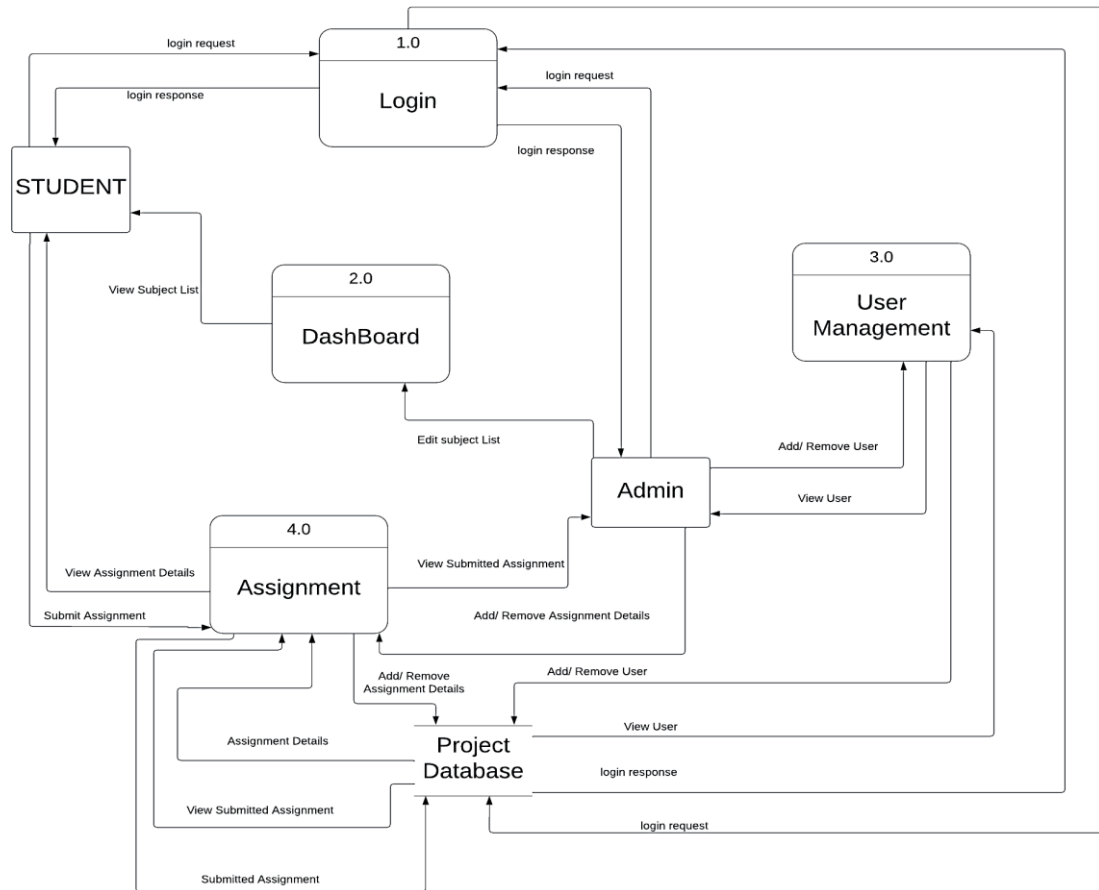 1.0
login request
Login
login request
login response
login response
STUDENT
View Subject List
2.0
DashBoard
3.0
User
Management
Edit subject List
Add/ Remove User
Admin
View User
4.0
Assignment
View Assignment Details
View Submitted Assignment
Submit Assignment
Add/ Remove Assignment Details
Add/ Remove
Assignment Details
Add/ Remove User
Assignment Details
Project
Database
View User
login response
View Submitted Assignment
login request
Submitted Assignment